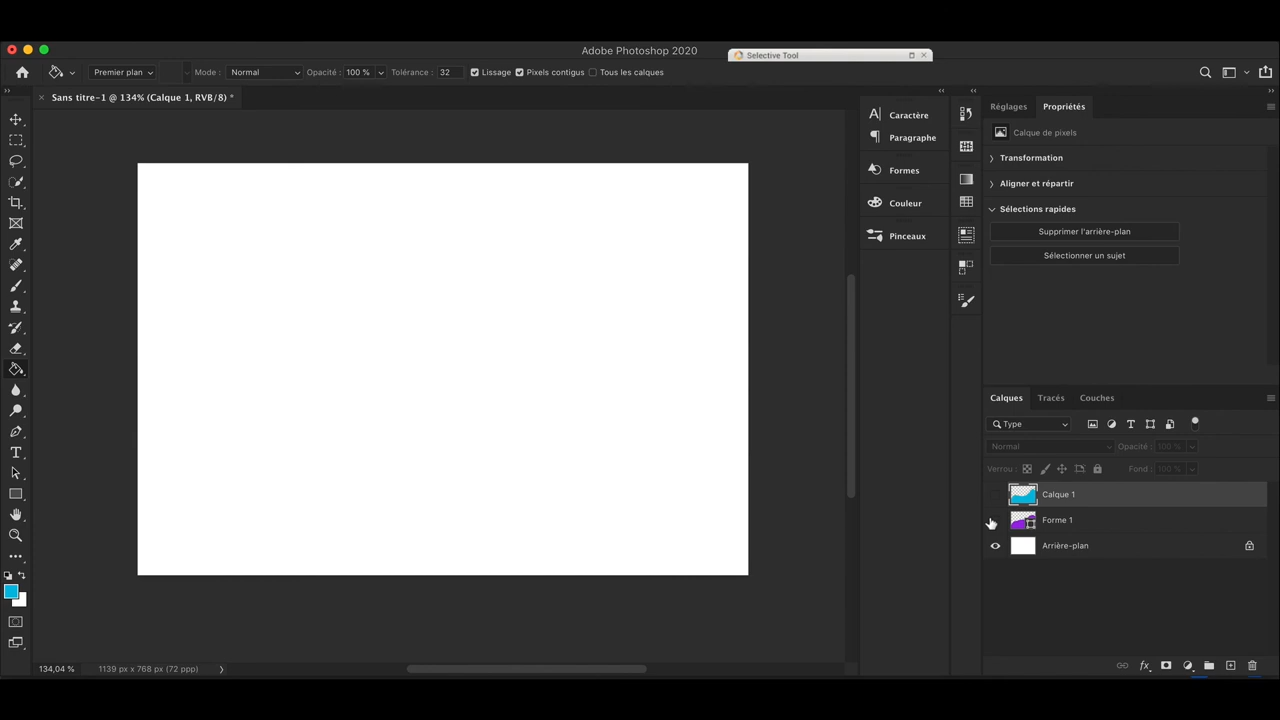 Adobe Photoshop 2020
Selective Tool
Premier plan
Mode : Normal
Opacité : 100 %
Tolérance : 32
Lissage
Pixels contigus
Tous les calques
Sans titre-1 @ 134% (Calque 1, RVB/8) *
Caractère
Paragraphe
Formes
Couleur
Pinceaux
Réglages
Propriétés
Calque de pixels
Transformation
Aligner et répartir
Sélections rapides
Supprimer l'arrière-plan
Sélectionner un sujet
Calques
Tracés
Couches
Type
Normal
Opacité : 100 %
Verrou :
Fond : 100 %
Calque 1
Forme 1
Arrière-plan
134,04 %
1139 px x 768 px (72 ppp)